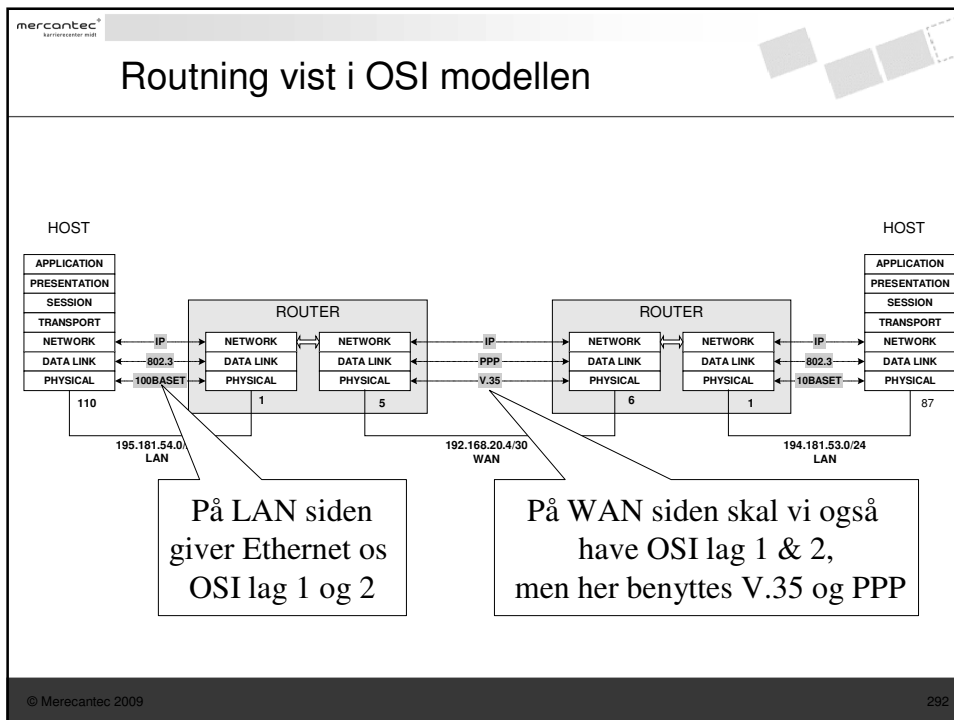 mercantec+
karrierecenter midt
Routning vist i OSI modellen
HOST
HOST
APPLICATION
PRESENTATION
SESSION
TRANSPORT
NETWORK
DATA LINK
PHYSICAL
110
IP
802.3
100BASET
ROUTER
NETWORK
DATA LINK
PHYSICAL
1
NETWORK
DATA LINK
PHYSICAL
5
IP
PPP
V.35
ROUTER
NETWORK
DATA LINK
PHYSICAL
6
NETWORK
DATA LINK
PHYSICAL
1
IP
802.3
10BASET
APPLICATION
PRESENTATION
SESSION
TRANSPORT
NETWORK
DATA LINK
PHYSICAL
87
195.181.54.0/
LAN
192.168.20.4/30
WAN
194.181.53.0/24
LAN
På LAN siden
giver Ethernet os
OSI lag 1 og 2
På WAN siden skal vi også
have OSI lag 1 & 2,
men her benyttes V.35 og PPP
© Merecantec 2009
292